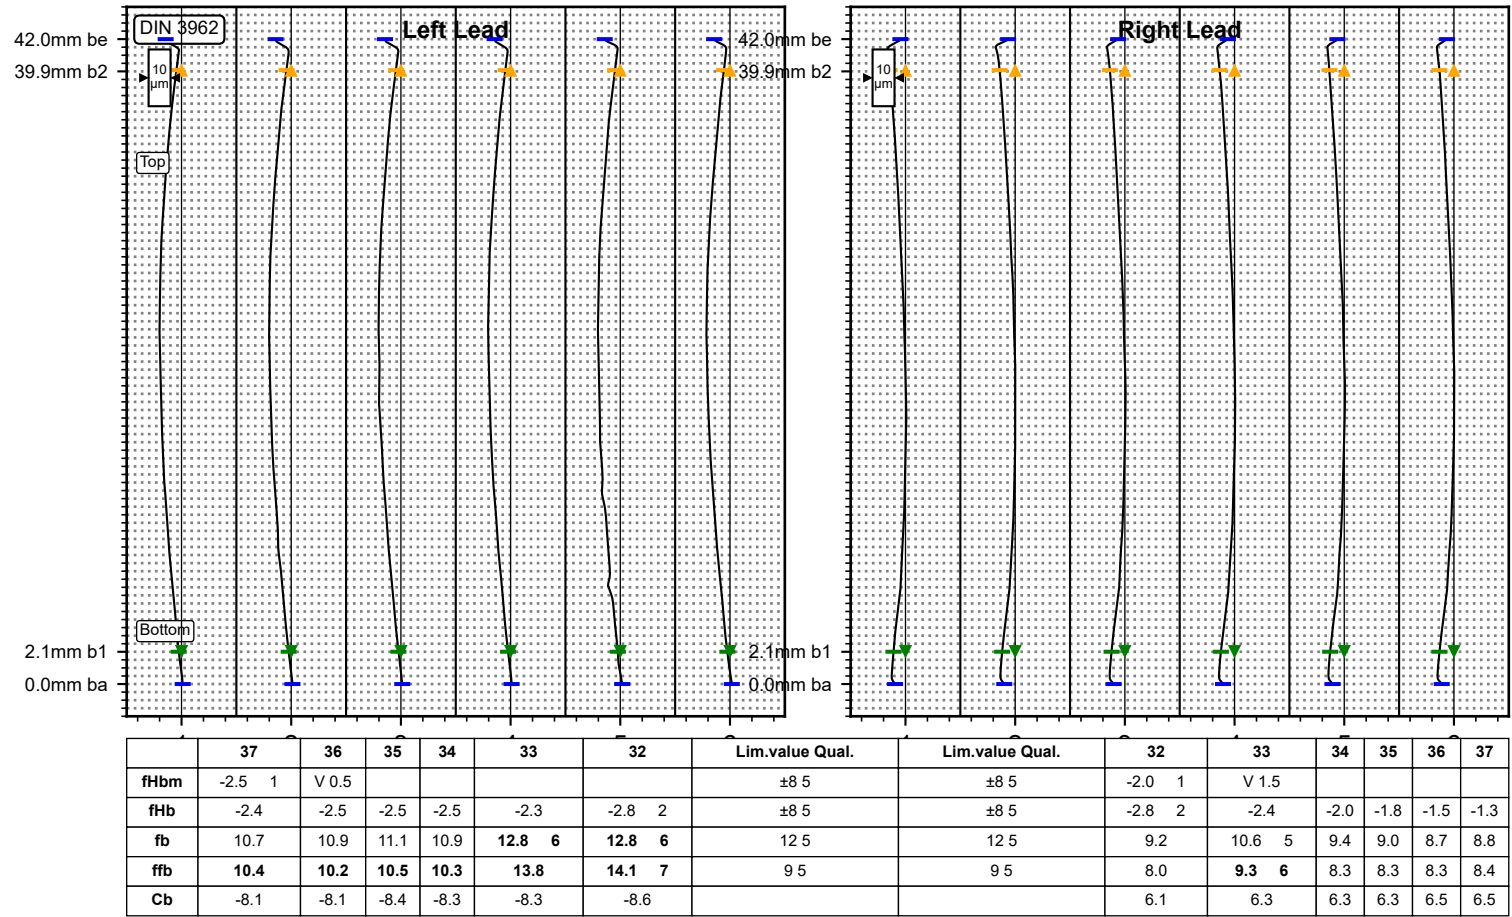 DIN 3962
Left Lead
Right Lead
42.0mm be
42.0mm be
39.9mm b2
39.9mm b2
10 10
µm µm
Top
Bottom
2.1mm b1
2.1mm b1
0.0mm ba
0.0mm ba
37 36 35 34 33 32 Lim.value Qual. Lim.value Qual. 32 33 34 35 36 37
fHbm -2.5 1 V 0.5 ±8 5 ±8 5 -2.0 1 V 1.5
fHb -2.4 -2.5 -2.5 -2.5 -2.3 -2.8 2 ±8 5 ±8 5 -2.8 2 -2.4 -2.0 -1.8 -1.5 -1.3
fb 10.7 10.9 11.1 10.9 12.8 6 12.8 6 12 5 12 5 9.2 10.6 5 9.4 9.0 8.7 8.8
ffb 10.4 10.2 10.5 10.3 13.8 14.1 7 9 5 9 5 8.0 9.3 6 8.3 8.3 8.3 8.4
Cb -8.1 -8.1 -8.4 -8.3 -8.3 -8.6 6.1 6.3 6.3 6.3 6.5 6.5